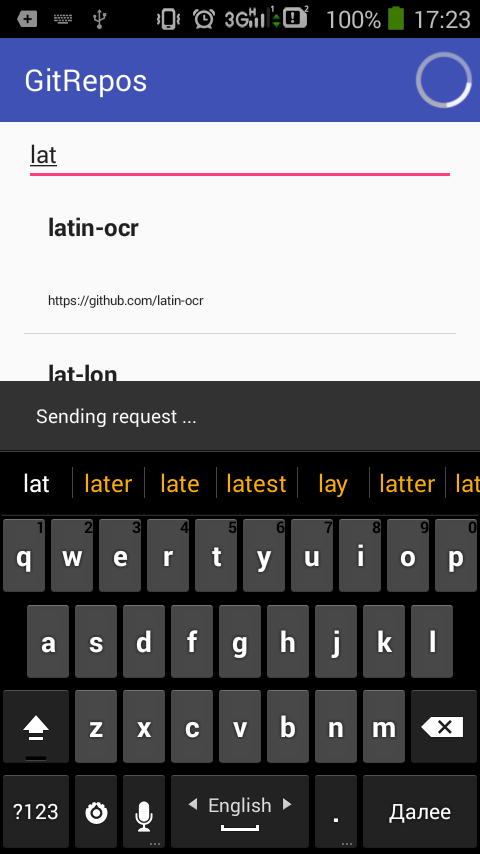 3G H 1 2 100% 17:23
GitRepos
lat
latin-ocr
https://github.com/latin-ocr
lat-lon
Sending request ...
lat later late latest lay latter lat
1 2 3 4 5 6 7 8 9 0
q w e r t y u i o p
a s d f g h j k l
z x c v b n m
?123 English . Далее